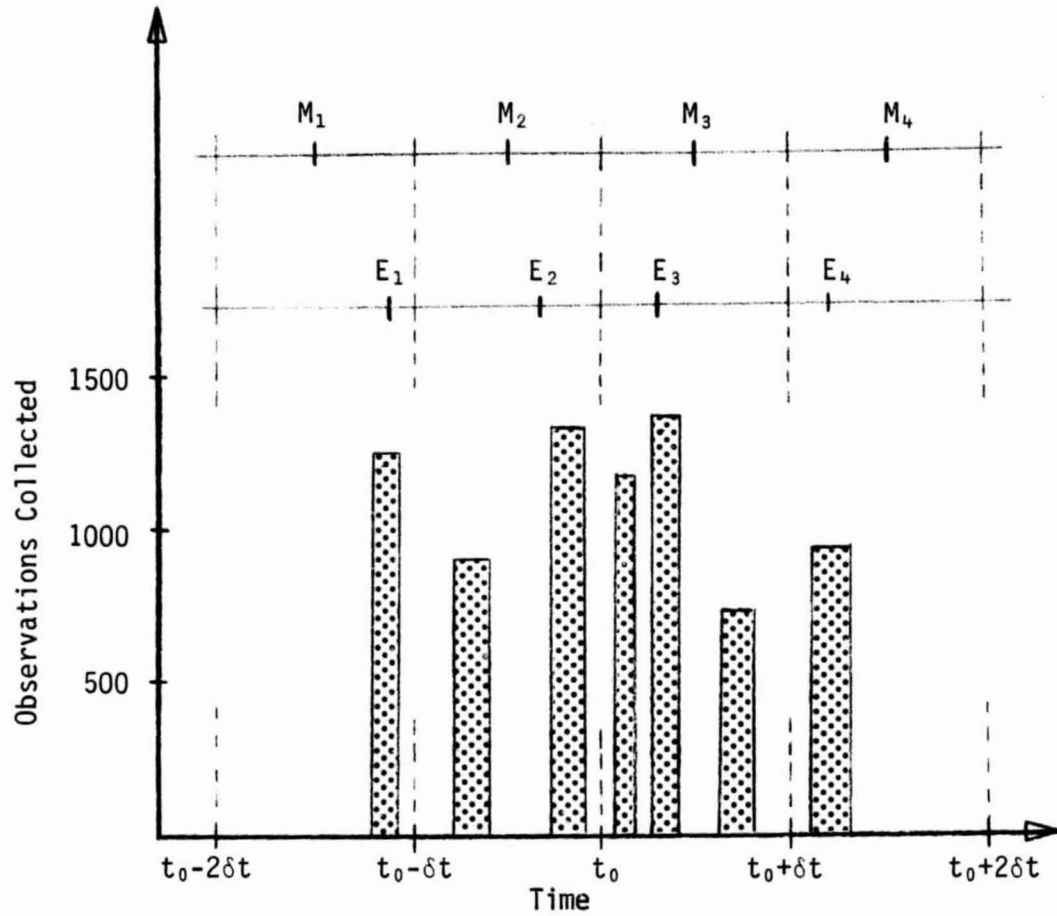 M₁ M₂ M₃ M₄
E₁ E₂ E₃ E₄
Observations Collected
1500
1000
500
t₀-2δt t₀-δt t₀ t₀+δt t₀+2δt
Time